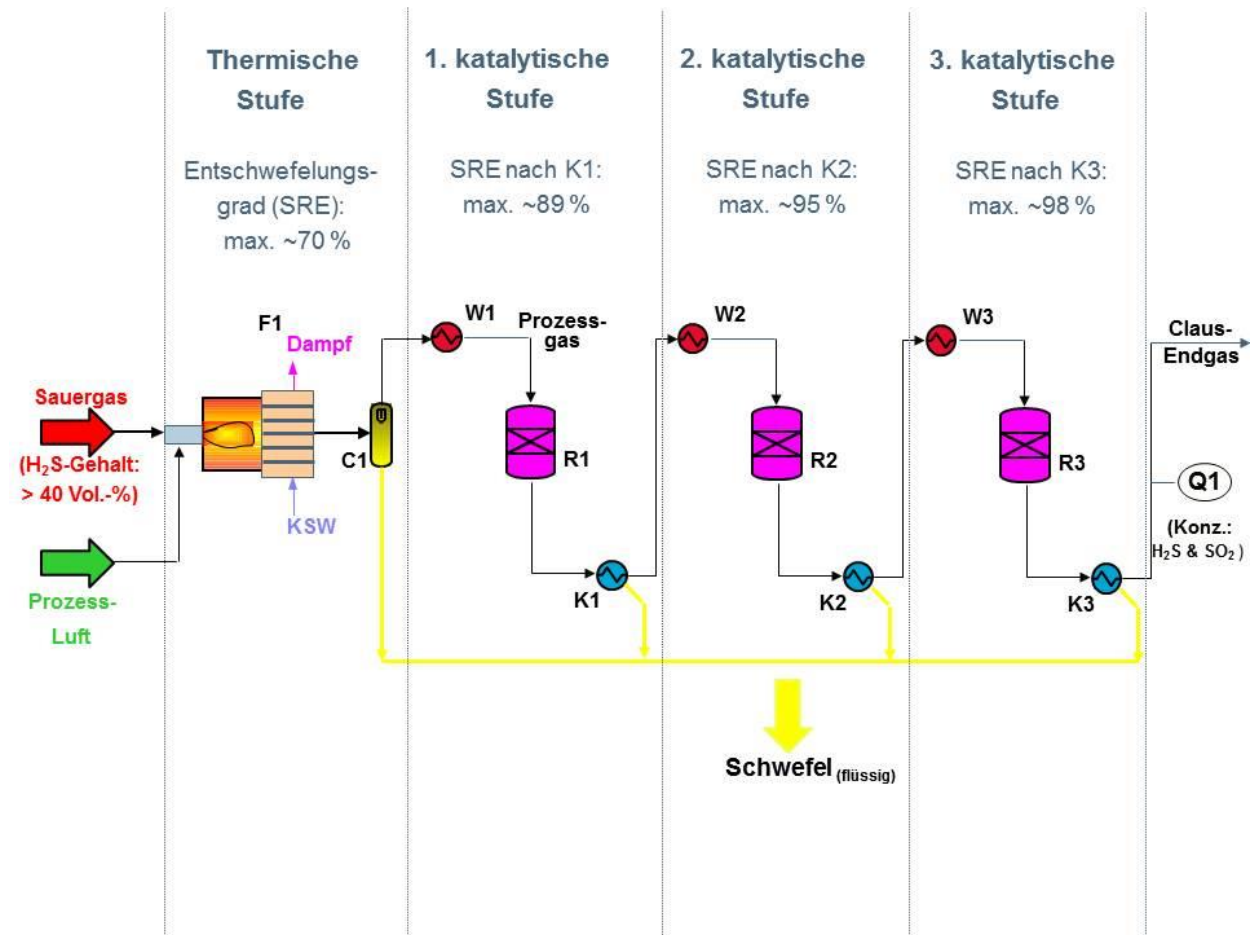 Thermische
Stufe
1. katalytische
Stufe
2. katalytische
Stufe
3. katalytische
Stufe
Entschwefelungs-
grad (SRE):
max. ~70 %
SRE nach K1:
max. ~89 %
SRE nach K2:
max. ~95 %
SRE nach K3:
max. ~98 %
F1
Dampf
W1
Prozess-
gas
W2
W3
Claus-
Endgas
Sauergas
(H₂S-Gehalt:
> 40 Vol.-%)
C1
R1
R2
R3
Q1
(Konz.:
H₂S & SO₂ )
KSW
K1
K2
K3
Prozess-
Luft
Schwefel (flüssig)